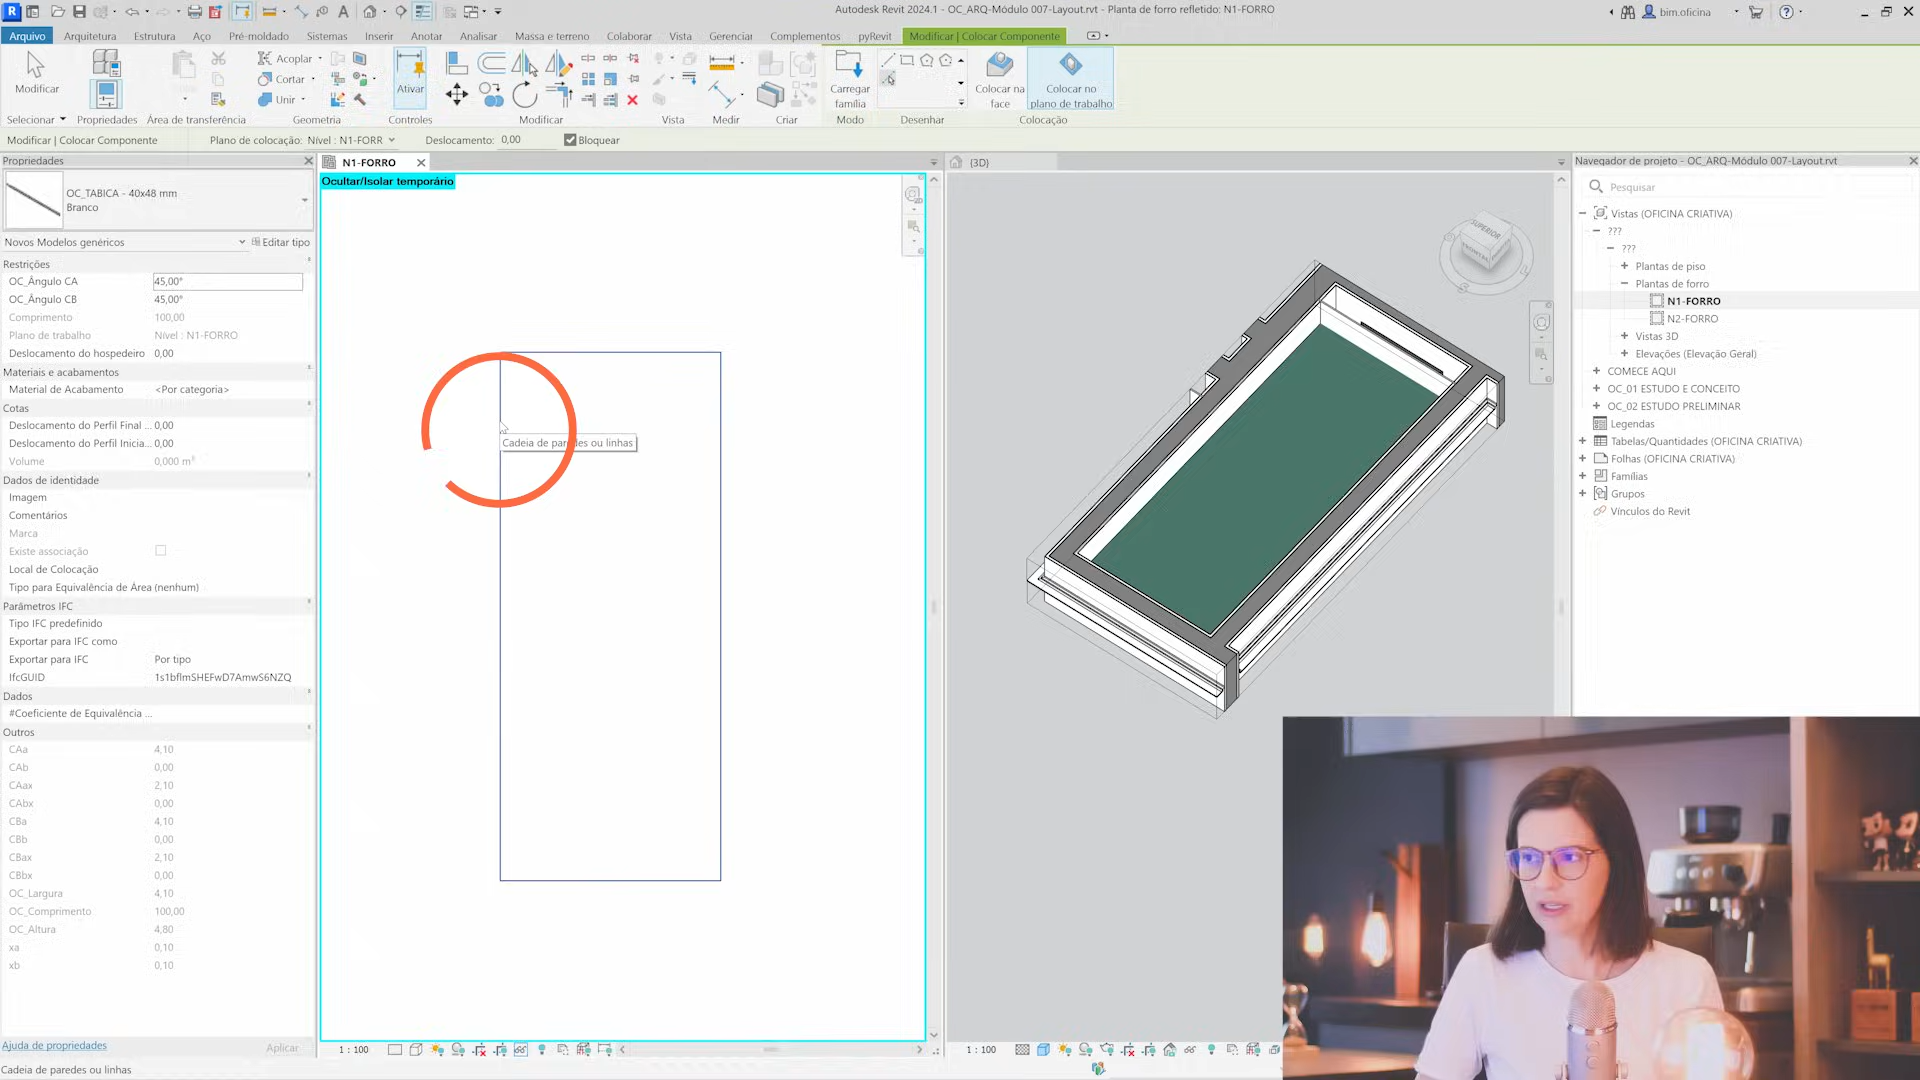 Autodesk Revit 2024.1 - OC_ARQ-Módulo 007-Layout.rvt - Planta de forro refletido: N1-FORRO
bim.oficina
Arquivo Arquitetura Estrutura Aço Pré-moldado Sistemas Inserir Anotar Analisar Massa e terreno Colaborar Vista Gerenciar Complementos pyRevit Modificar | Colocar Componente
Modificar
Acoplar
Cortar
Unir
Ativar
Carregar família
Colocar na face
Colocar no plano de trabalho
Selecionar Propriedades Área de transferência Geometria Controles Modificar Vista Medir Criar Modo Desenhar Colocação
Modificar | Colocar Componente Plano de colocação: Nível : N1-FORR Deslocamento: 0,00 Bloquear
Propriedades
OC_TABICA - 40x48 mm
Branco
Novos Modelos genéricos Editar tipo
Restrições
OC_Ângulo CA 45,00°
OC_Ângulo CB 45,00°
Comprimento 100,00
Plano de trabalho Nível : N1-FORRO
Deslocamento do hospedeiro 0,00
Materiais e acabamentos
Material de Acabamento <Por categoria>
Cotas
Deslocamento do Perfil Final ... 0,00
Deslocamento do Perfil Inicia... 0,00
Volume 0,000 m³
Dados de identidade
Imagem
Comentários
Marca
Existe associação
Local de Colocação
Tipo para Equivalência de Área (nenhum)
Parâmetros IFC
Tipo IFC predefinido
Exportar para IFC como
Exportar para IFC Por tipo
IfcGUID 1s1bflmSHEFwD7AmwS6NZQ
Dados
#Coeficiente de Equivalência ...
Outros
CAa 4,10
CAb 0,00
CAax 2,10
CAbx 0,00
CBa 4,10
CBb 0,00
CBax 2,10
CBbx 0,00
OC_Largura 4,10
OC_Comprimento 100,00
OC_Altura 4,80
xa 0,10
xb 0,10
Ajuda de propriedades Aplicar
Cadeia de paredes ou linhas
N1-FORRO
Ocultar/Isolar temporário
Cadeia de paredes ou linhas
1 : 100
{3D}
SUPERIOR
FRONTAL
1 : 100
Navegador de projeto - OC_ARQ-Módulo 007-Layout.rvt
Pesquisar
Vistas (OFICINA CRIATIVA)
???
???
Plantas de piso
Plantas de forro
N1-FORRO
N2-FORRO
Vistas 3D
Elevações (Elevação Geral)
COMECE AQUI
OC_01 ESTUDO E CONCEITO
OC_02 ESTUDO PRELIMINAR
Legendas
Tabelas/Quantidades (OFICINA CRIATIVA)
Folhas (OFICINA CRIATIVA)
Famílias
Grupos
Vínculos do Revit